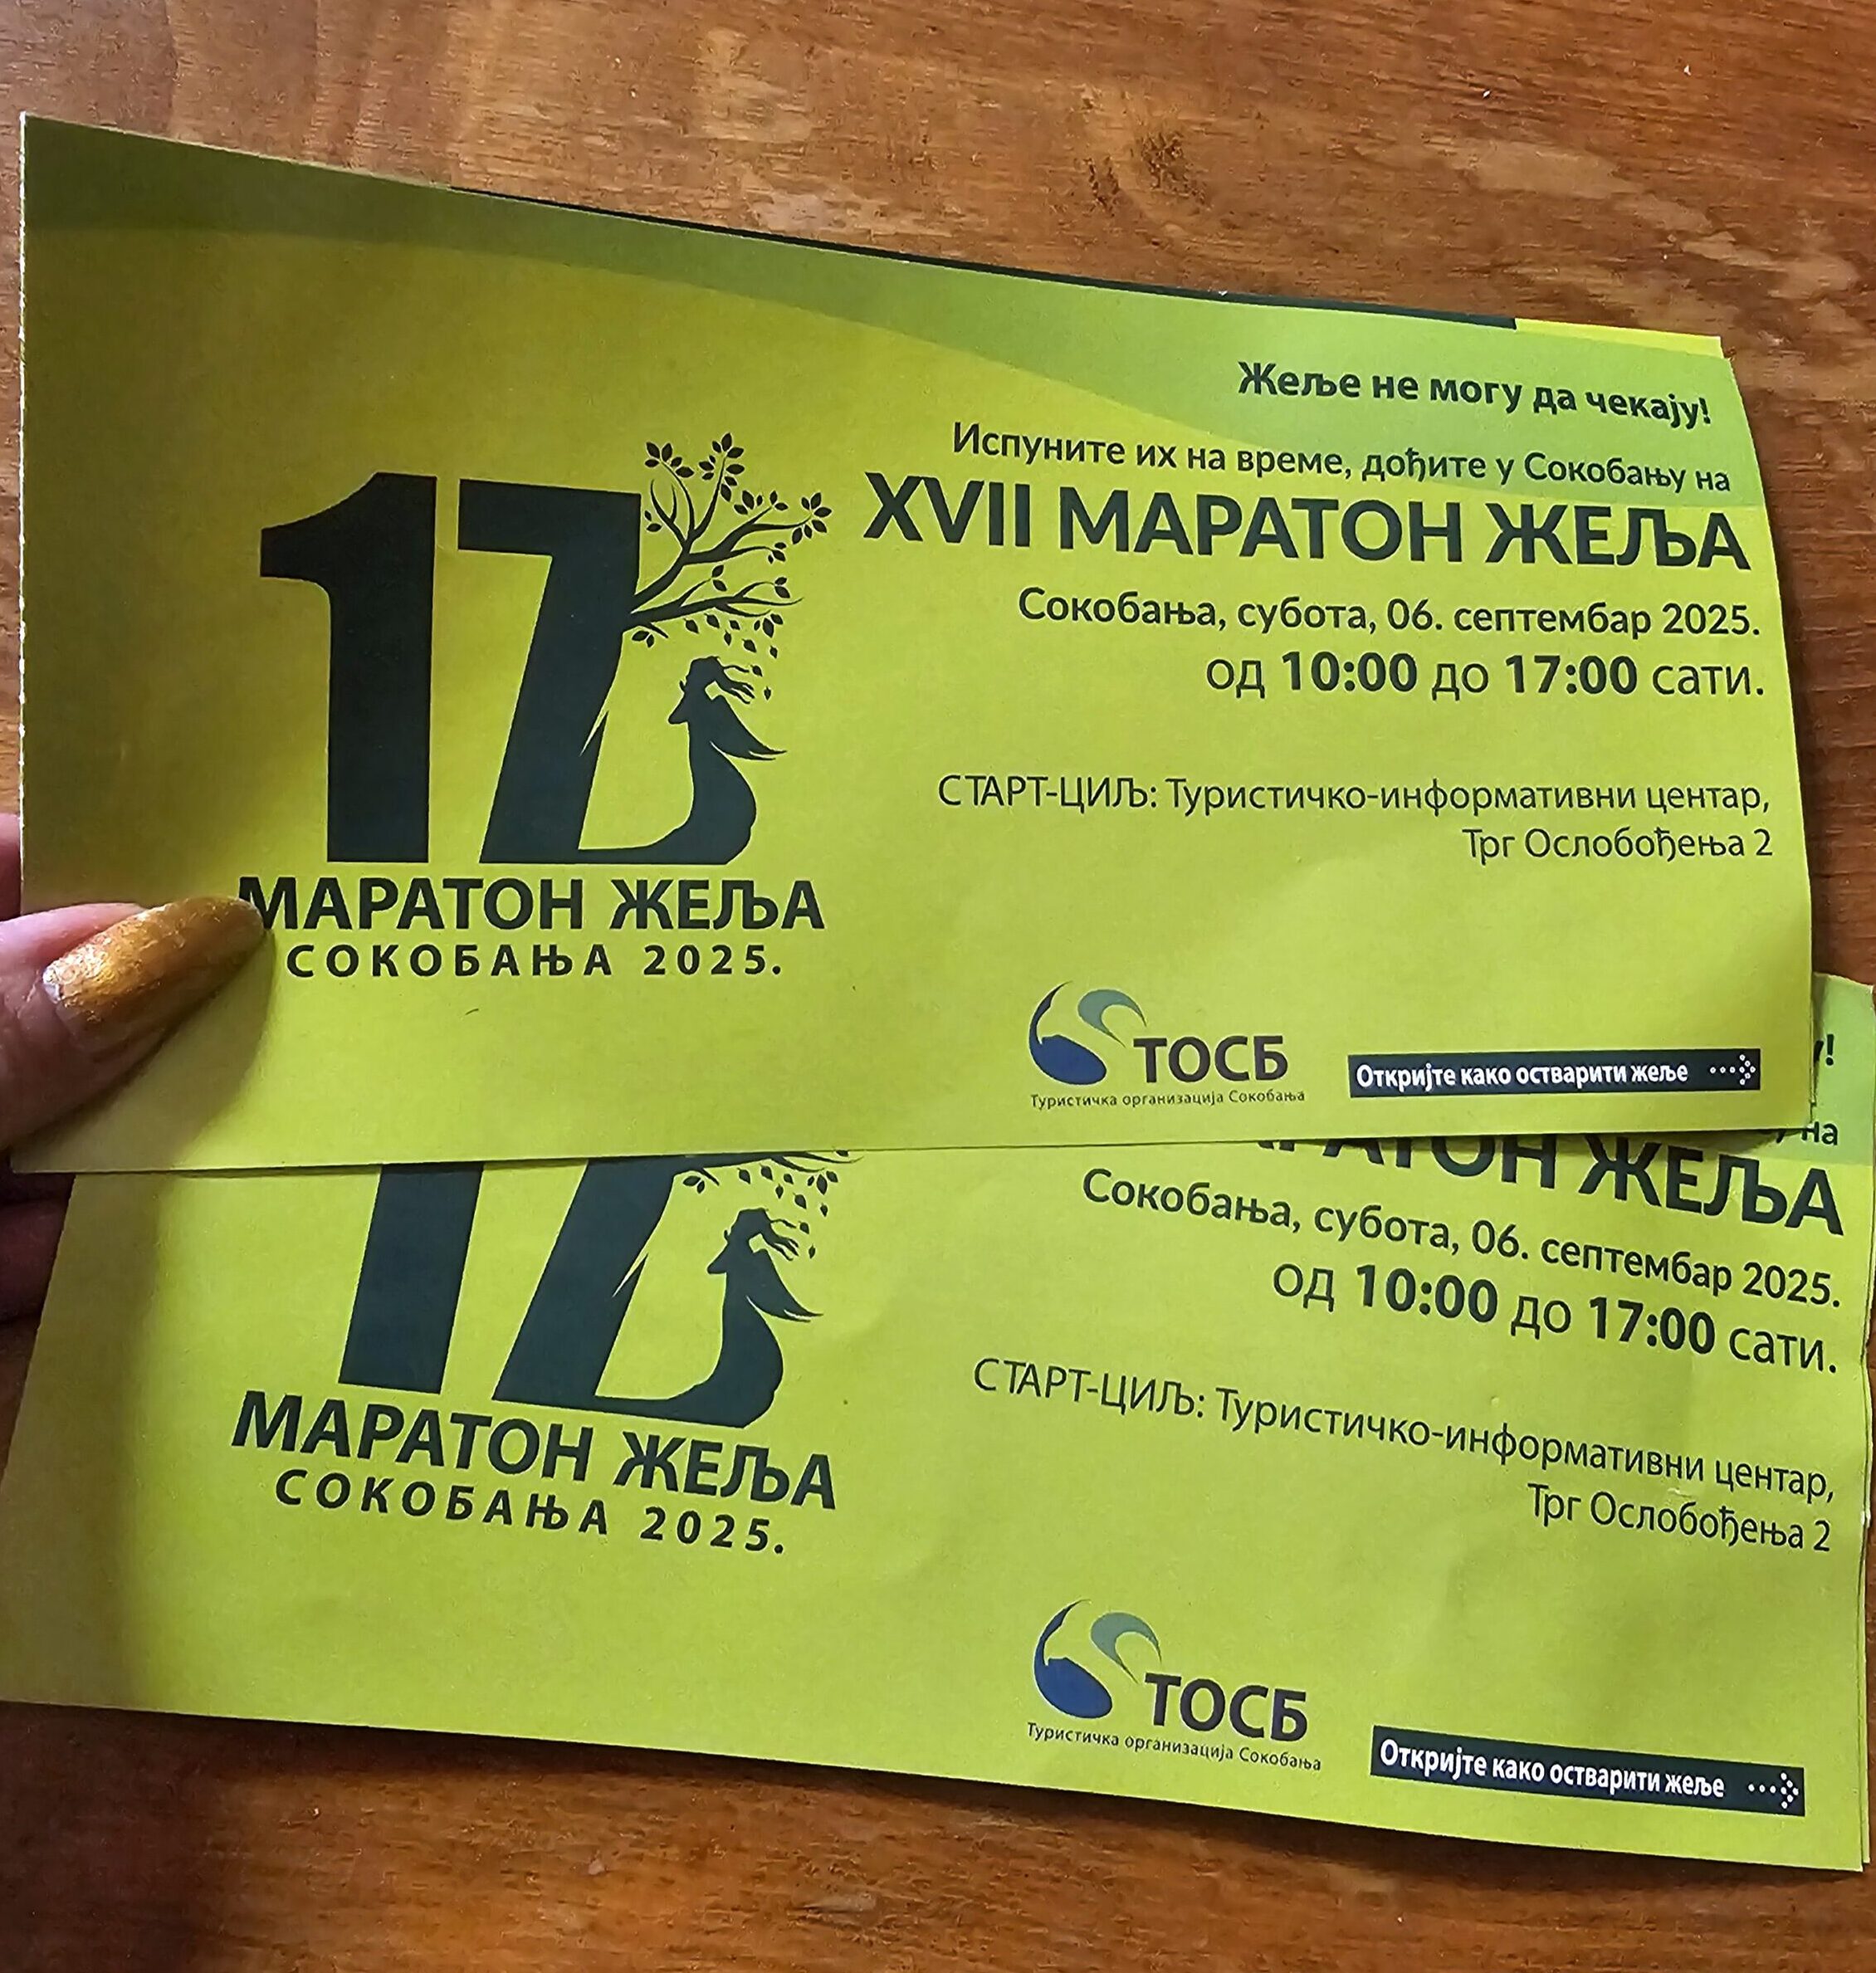 Жеље не могу да чекају!
Испуните их на време, дођите у Сокобању на
XVII МАРАТОН ЖЕЉА
Сокобања, субота, 06. септембар 2025.
од 10:00 до 17:00 сати.
СТАРТ-ЦИЉ: Туристичко-информативни центар,
Трг Ослобођења 2
17
МАРАТОН ЖЕЉА
СОКОБАЊА 2025.
ТОСБ
Туристичка организација Сокобања
Откријте како остварити жеље
на
МАРАТОН ЖЕЉА
Сокобања, субота, 06. септембар 2025.
од 10:00 до 17:00 сати.
СТАРТ-ЦИЉ: Туристичко-информативни центар,
Трг Ослобођења 2
17
МАРАТОН ЖЕЉА
СОКОБАЊА 2025.
ТОСБ
Туристичка организација Сокобања
Откријте како остварити жеље